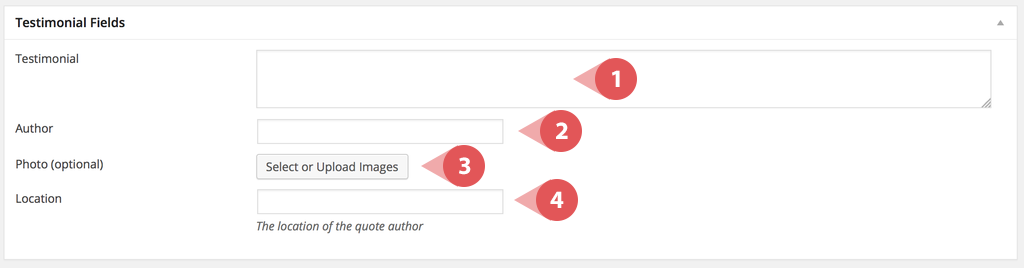 Testimonial Fields
Testimonial
1
Author
2
Photo (optional)
Select or Upload Images
3
Location
4
The location of the quote author